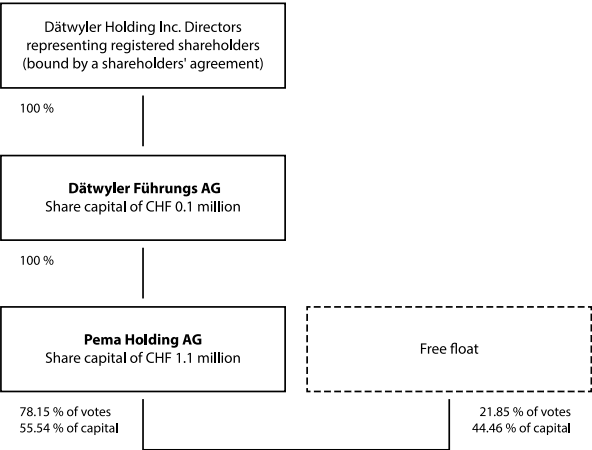 Dätwyler Holding Inc. Directors
representing registered shareholders
(bound by a shareholders' agreement)
100 %
Dätwyler Führungs AG
Share capital of CHF 0.1 million
100 %
Pema Holding AG
Share capital of CHF 1.1 million
Free float
78.15 % of votes
55.54 % of capital
21.85 % of votes
44.46 % of capital